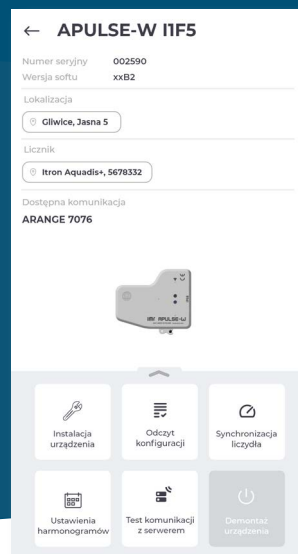 ← APULSE-W I1F5
Numer seryjny 002590
Wersja softu xxB2
Lokalizacja
Gliwice, Jasna 5
Licznik
Itron Aquadis+, 5678332
Dostępna komunikacja
ARANGE 7076
APULSE-W
Instalacja
urządzenia
Odczyt
konfiguracji
Synchronizacja
liczydła
Ustawienia
harmonogramów
Test komunikacji
z serwerem
Demontaż
urządzenia